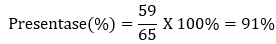 Presentase(%) = 59/65 X 100% = 91%